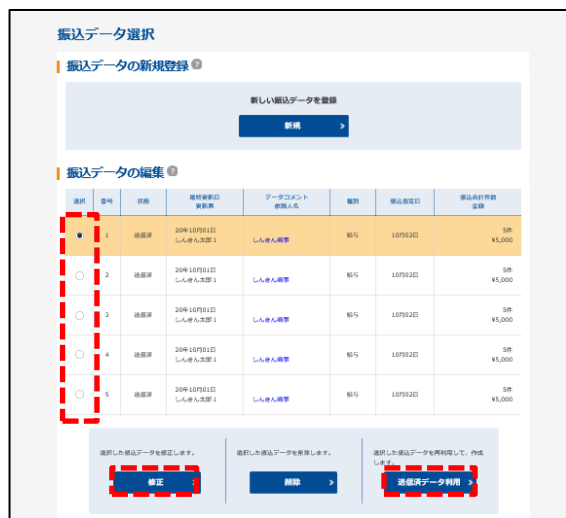 振込データ選択
振込データの新規登録 ?
新しい振込データを登録
新規 >
振込データの編集 ?
選択 番号 状態 最終更新日 データコメント 種別 振込指定日 振込合計件数
更新者 依頼人名 金額
1 送信済 20年10月01日 給与 10月02日 5件
しんきん太郎1 しんきん商事 ¥5,000
2 送信済 20年10月01日 給与 10月02日 5件
しんきん太郎1 しんきん商事 ¥5,000
3 送信済 20年10月01日 給与 10月02日 5件
しんきん太郎1 しんきん商事 ¥5,000
4 送信済 20年10月01日 給与 10月02日 5件
しんきん太郎1 しんきん商事 ¥5,000
5 送信済 20年10月01日 給与 10月02日 5件
しんきん太郎1 しんきん商事 ¥5,000
選択した振込データを修正します。
修正 >
選択した振込データを削除します。
削除 >
選択した振込データを再利用して、作成
します。
送信済データ利用 >